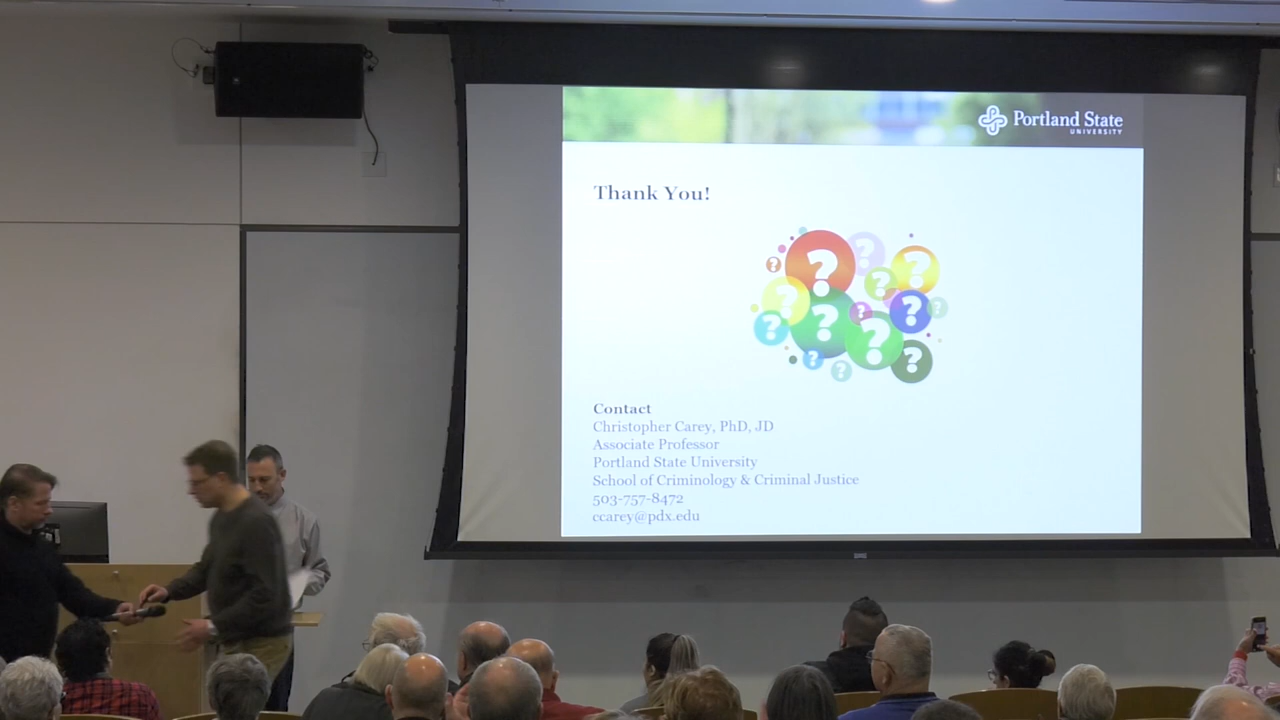 Portland State
UNIVERSITY
Thank You!
? ? ? ? ? ? ? ? ? ? ? ? ? ?
Contact
Christopher Carey, PhD, JD
Associate Professor
Portland State University
School of Criminology & Criminal Justice
503-757-8472
ccarey@pdx.edu